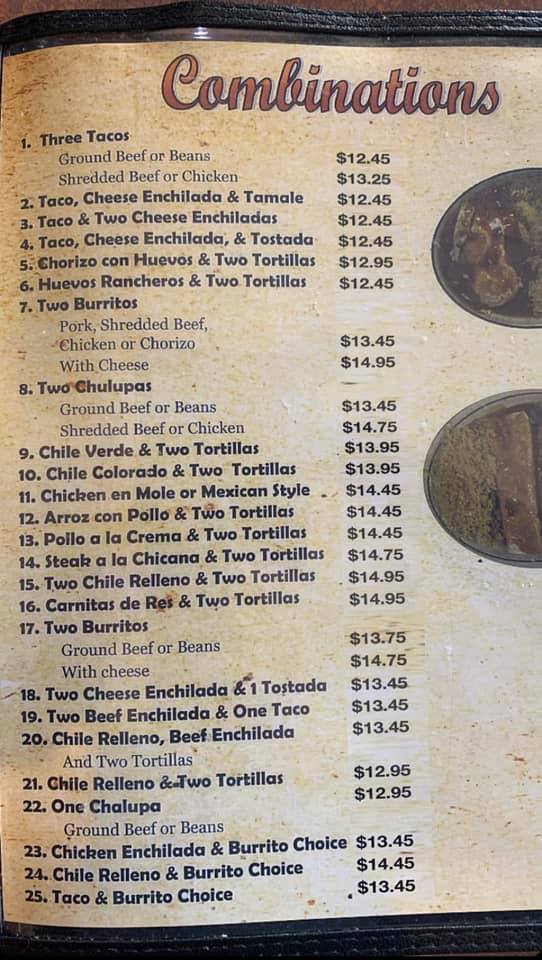 Combinations
1. Three Tacos
Ground Beef or Beans $12.45
Shredded Beef or Chicken $13.25
2. Taco, Cheese Enchilada & Tamale $12.45
3. Taco & Two Cheese Enchiladas $12.45
4. Taco, Cheese Enchilada, & Tostada $12.45
5. Chorizo con Huevos & Two Tortillas $12.95
6. Huevos Rancheros & Two Tortillas $12.45
7. Two Burritos
Pork, Shredded Beef,
Chicken or Chorizo $13.45
With Cheese $14.95
8. Two Chulupas
Ground Beef or Beans $13.45
Shredded Beef or Chicken $14.75
9. Chile Verde & Two Tortillas $13.95
10. Chile Colorado & Two Tortillas $13.95
11. Chicken en Mole or Mexican Style $14.45
12. Arroz con Pollo & Two Tortillas $14.45
13. Pollo a la Crema & Two Tortillas $14.45
14. Steak a la Chicana & Two Tortillas $14.75
15. Two Chile Relleno & Two Tortillas $14.95
16. Carnitas de Res & Two Tortillas $14.95
17. Two Burritos
Ground Beef or Beans $13.75
With cheese $14.75
18. Two Cheese Enchilada & 1 Tostada $13.45
19. Two Beef Enchilada & One Taco $13.45
20. Chile Relleno, Beef Enchilada $13.45
And Two Tortillas
21. Chile Relleno & Two Tortillas $12.95
22. One Chalupa $12.95
Ground Beef or Beans
23. Chicken Enchilada & Burrito Choice $13.45
24. Chile Relleno & Burrito Choice $14.45
25. Taco & Burrito Choice $13.45